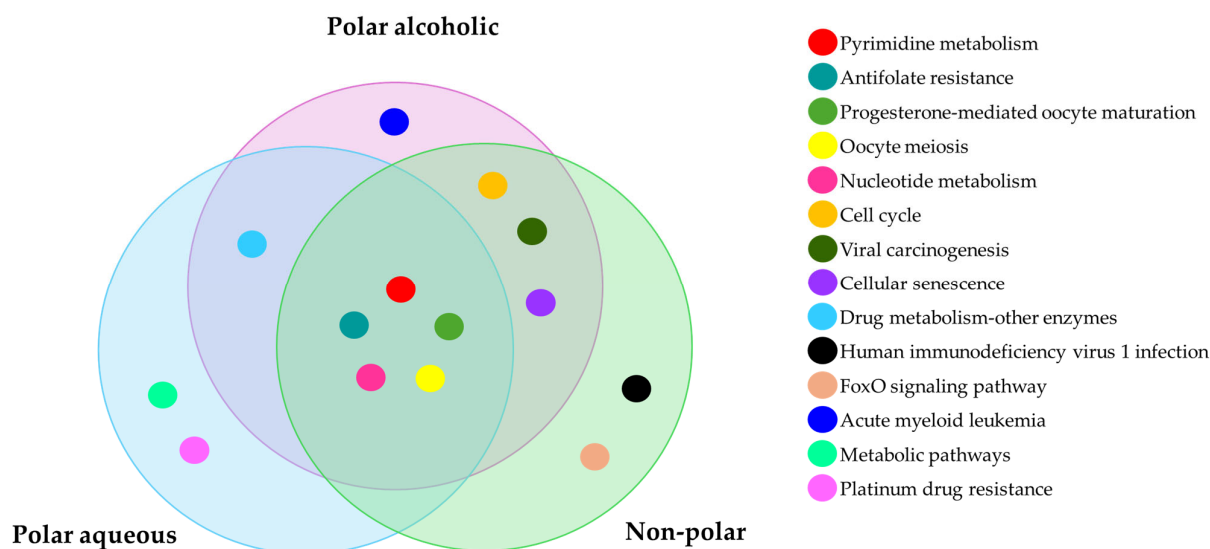 Polar alcoholic
Pyrimidine metabolism
Antifolate resistance
Progesterone-mediated oocyte maturation
Oocyte meiosis
Nucleotide metabolism
Cell cycle
Viral carcinogenesis
Cellular senescence
Drug metabolism-other enzymes
Human immunodeficiency virus 1 infection
FoxO signaling pathway
Acute myeloid leukemia
Metabolic pathways
Platinum drug resistance
Polar aqueous
Non-polar